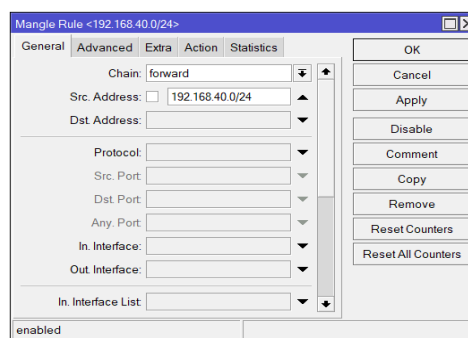 Mangle Rule <192.168.40.0/24>
General Advanced Extra Action Statistics
Chain: forward
Src. Address: 192.168.40.0/24
Dst. Address:
Protocol:
Src. Port:
Dst. Port:
Any. Port:
In. Interface:
Out. Interface:
In. Interface List:
OK
Cancel
Apply
Disable
Comment
Copy
Remove
Reset Counters
Reset All Counters
enabled